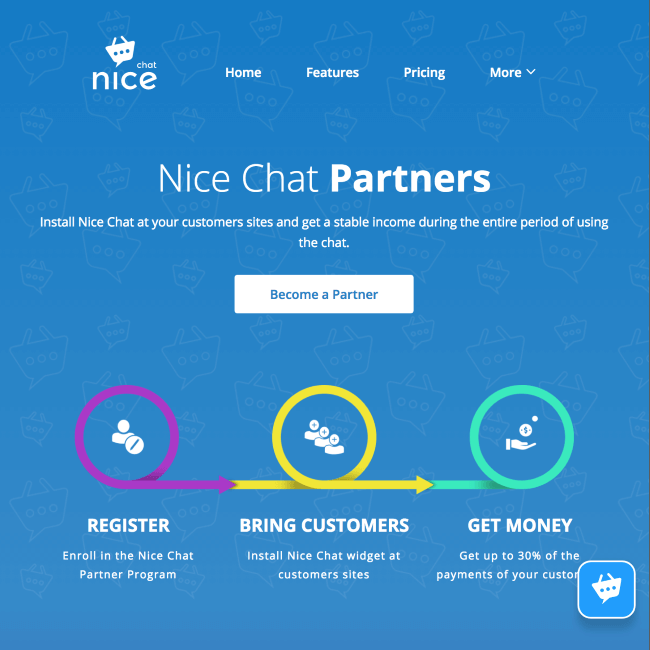 chat
nice
Home Features Pricing More
Nice Chat Partners
Install Nice Chat at your customers sites and get a stable income during the entire period of using
the chat.
Become a Partner
REGISTER BRING CUSTOMERS GET MONEY
Enroll in the Nice Chat Install Nice Chat widget at Get up to 30% of the
Partner Program customers sites payments of your